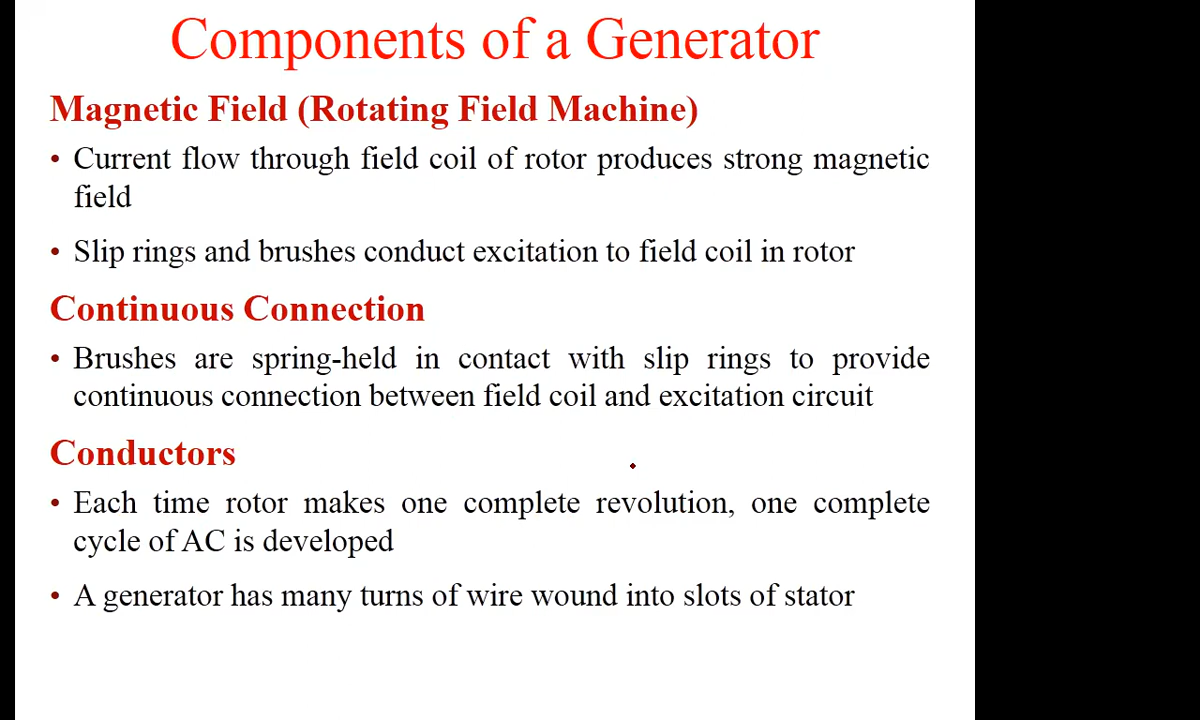 Components of a Generator
Magnetic Field (Rotating Field Machine)
• Current flow through field coil of rotor produces strong magnetic
field
• Slip rings and brushes conduct excitation to field coil in rotor
Continuous Connection
• Brushes are spring-held in contact with slip rings to provide
continuous connection between field coil and excitation circuit
Conductors
• Each time rotor makes one complete revolution, one complete
cycle of AC is developed
• A generator has many turns of wire wound into slots of stator